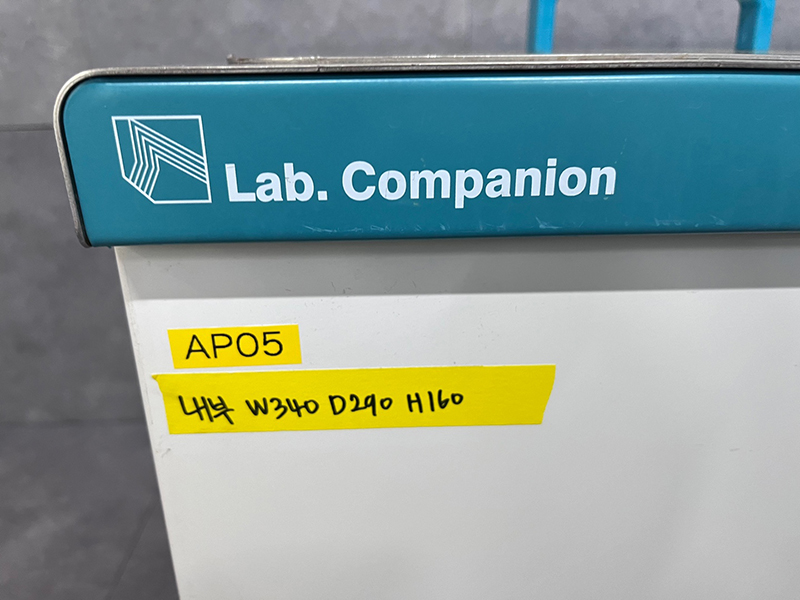 Lab. Companion
AP05
내부 W340 D290 H160